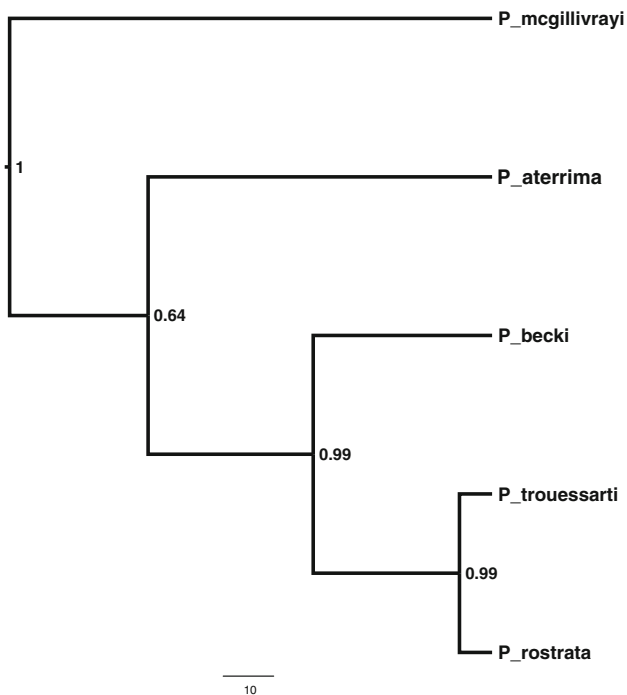 P_mcgillivrayi
1
P_aterrima
0.64
P_becki
0.99
P_trouessarti
0.99
P_rostrata
10